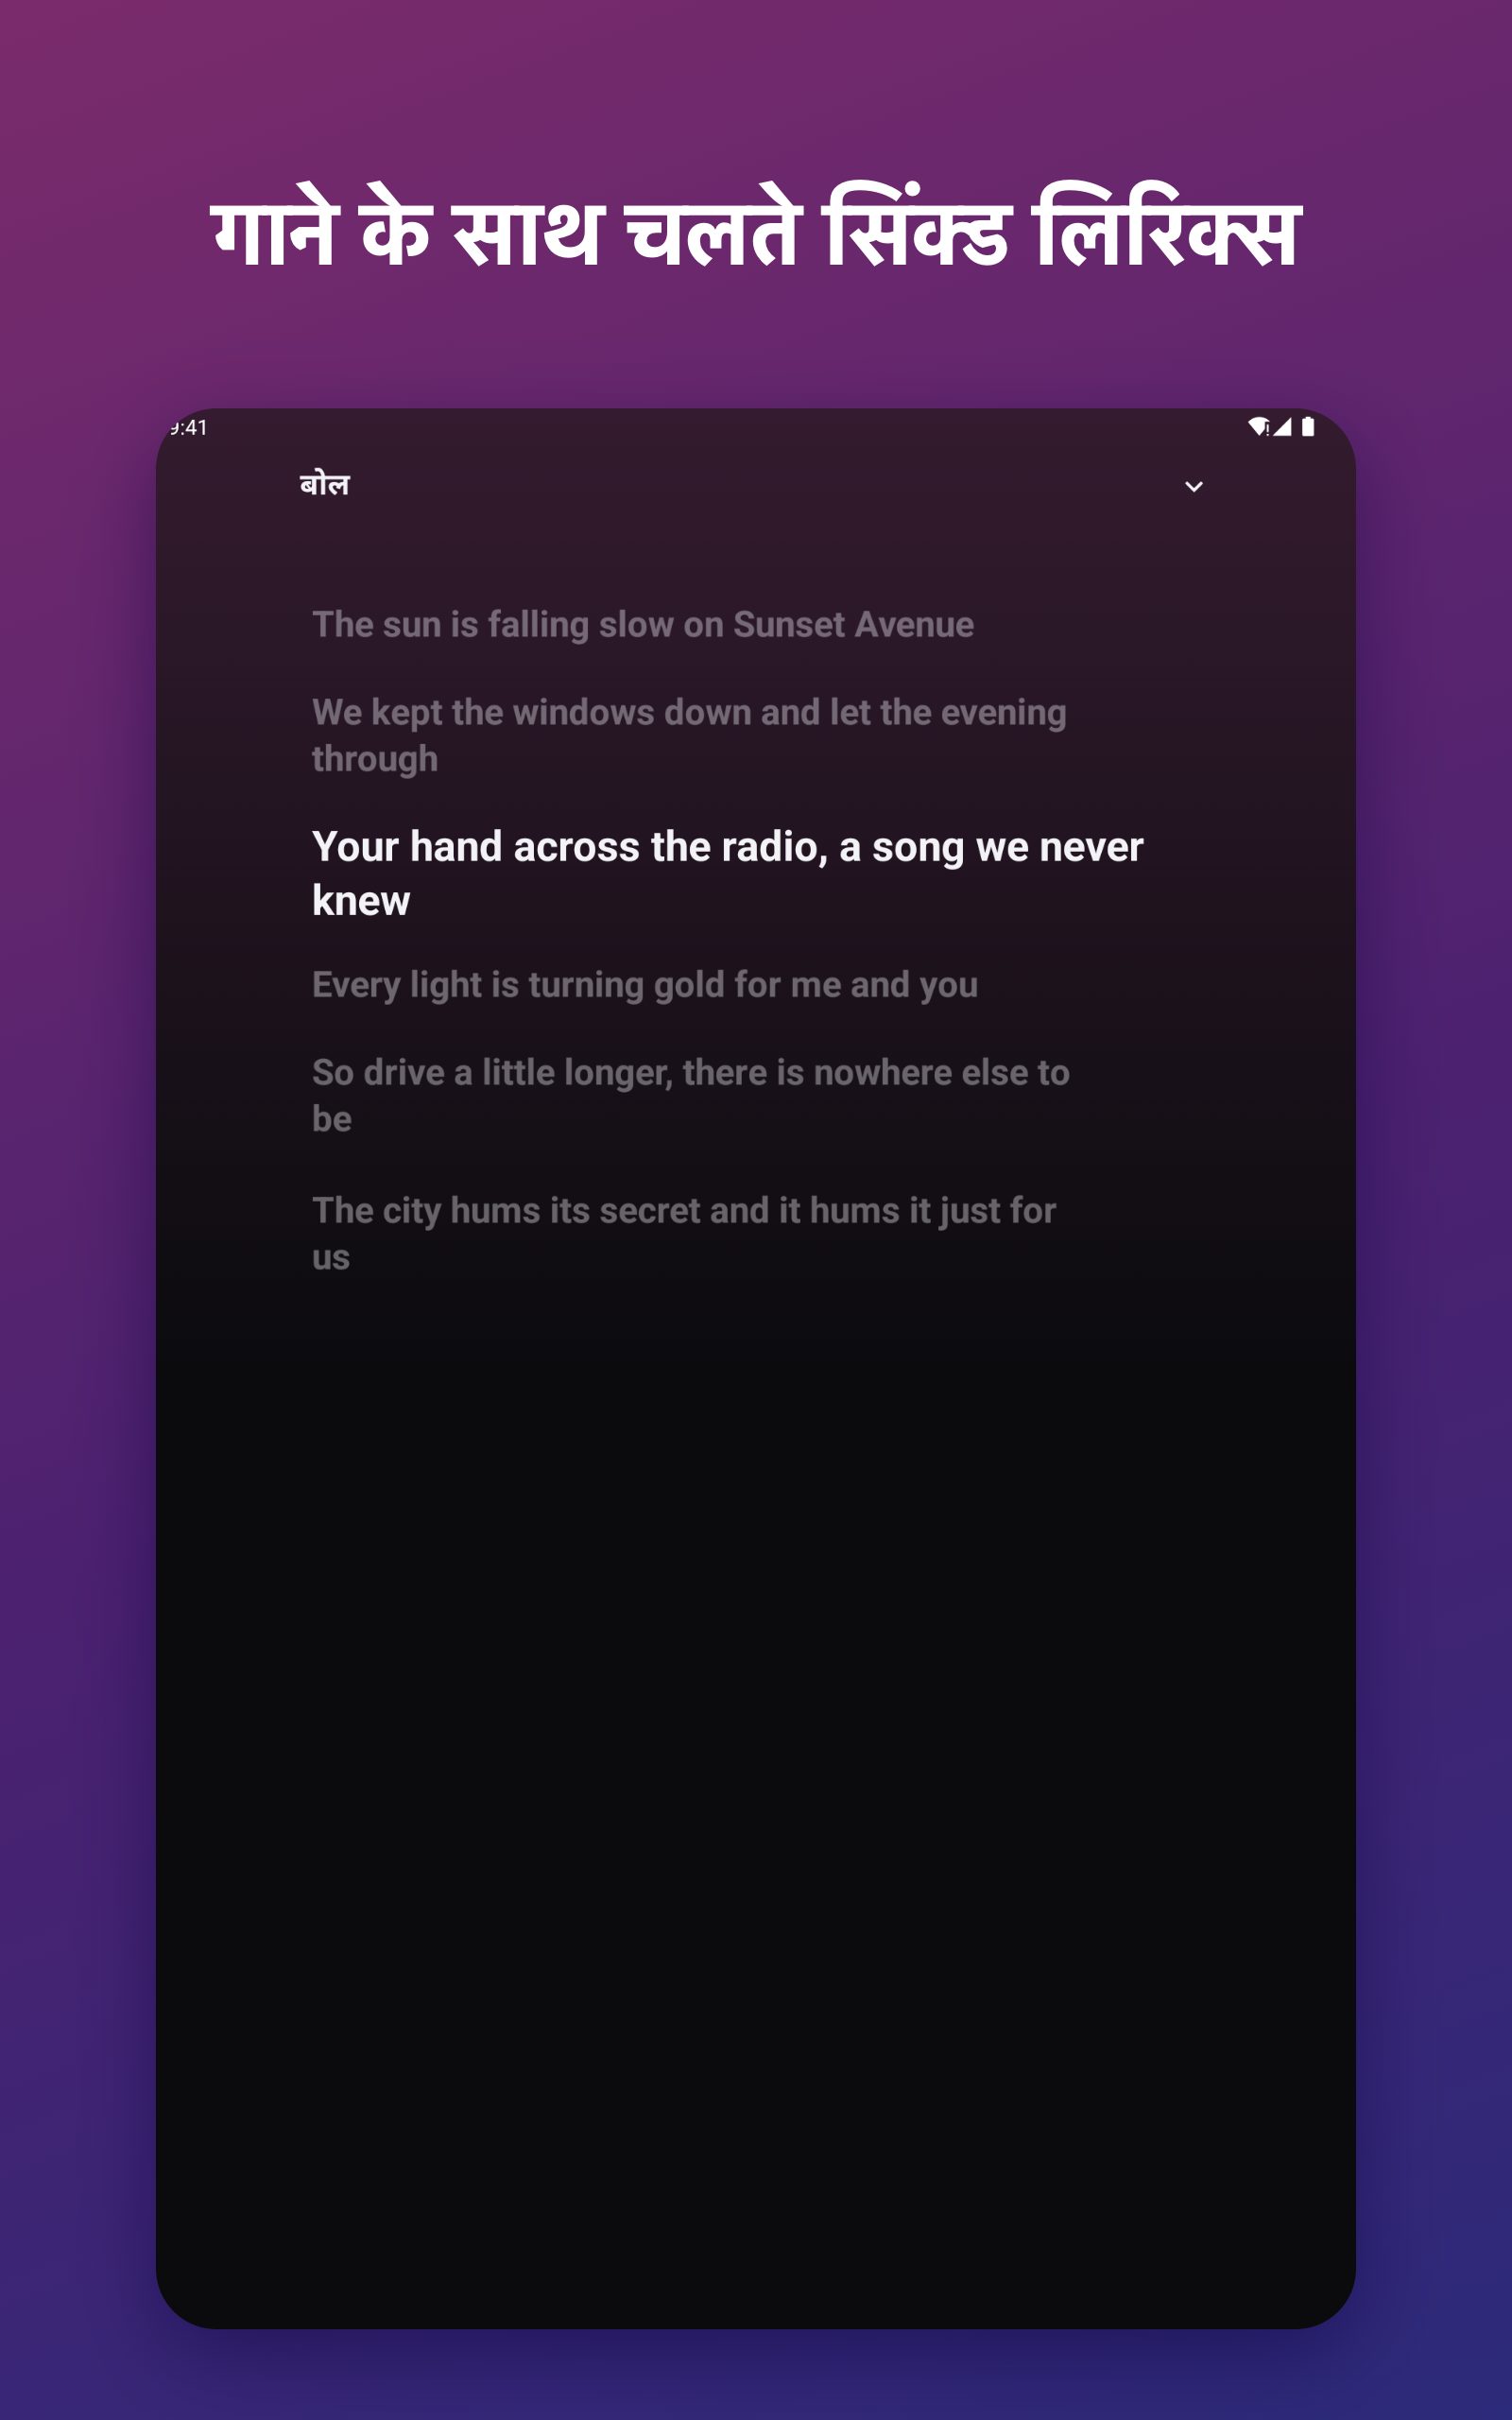 गाने के साथ चलते सिंक्ड लिरिक्स
9:41
बोल
The sun is falling slow on Sunset Avenue
We kept the windows down and let the evening
through
Your hand across the radio, a song we never
knew
Every light is turning gold for me and you
So drive a little longer, there is nowhere else to
be
The city hums its secret and it hums it just for
us